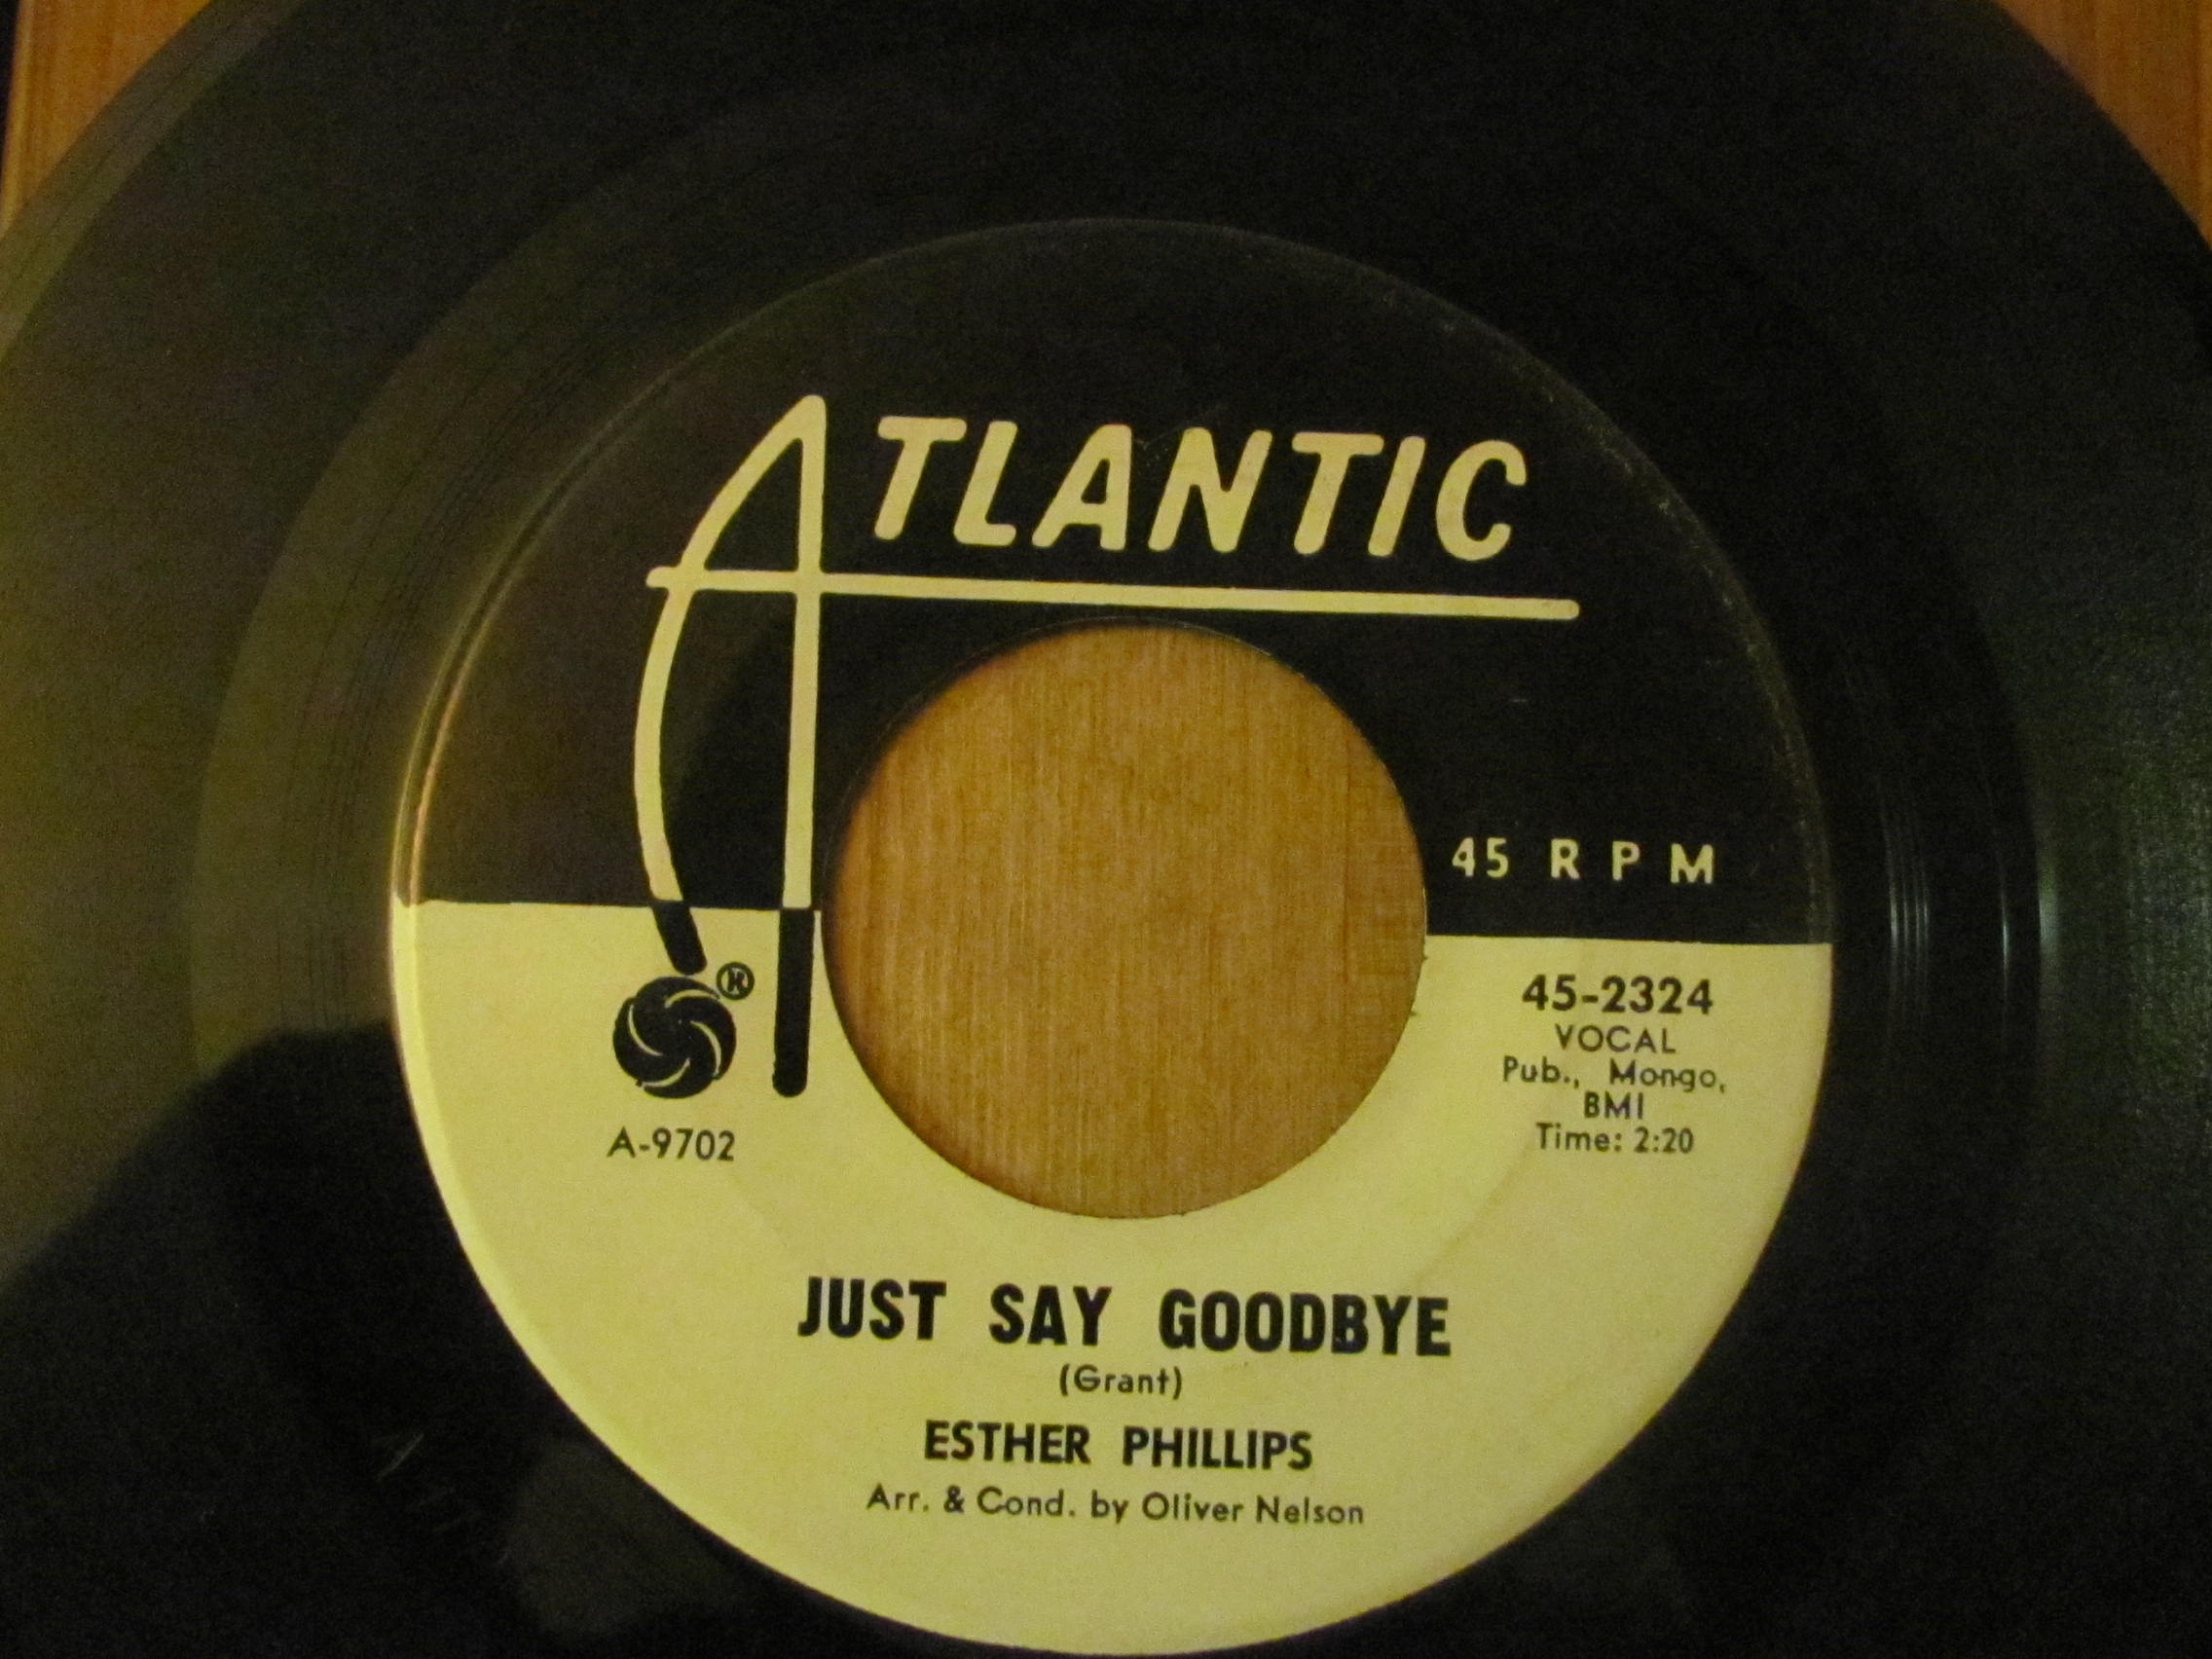 ATLANTIC
45 RPM
®
A-9702
45-2324
VOCAL
Pub., Mongo,
BMI
Time: 2:20
JUST SAY GOODBYE
(Grant)
ESTHER PHILLIPS
Arr. & Cond. by Oliver Nelson